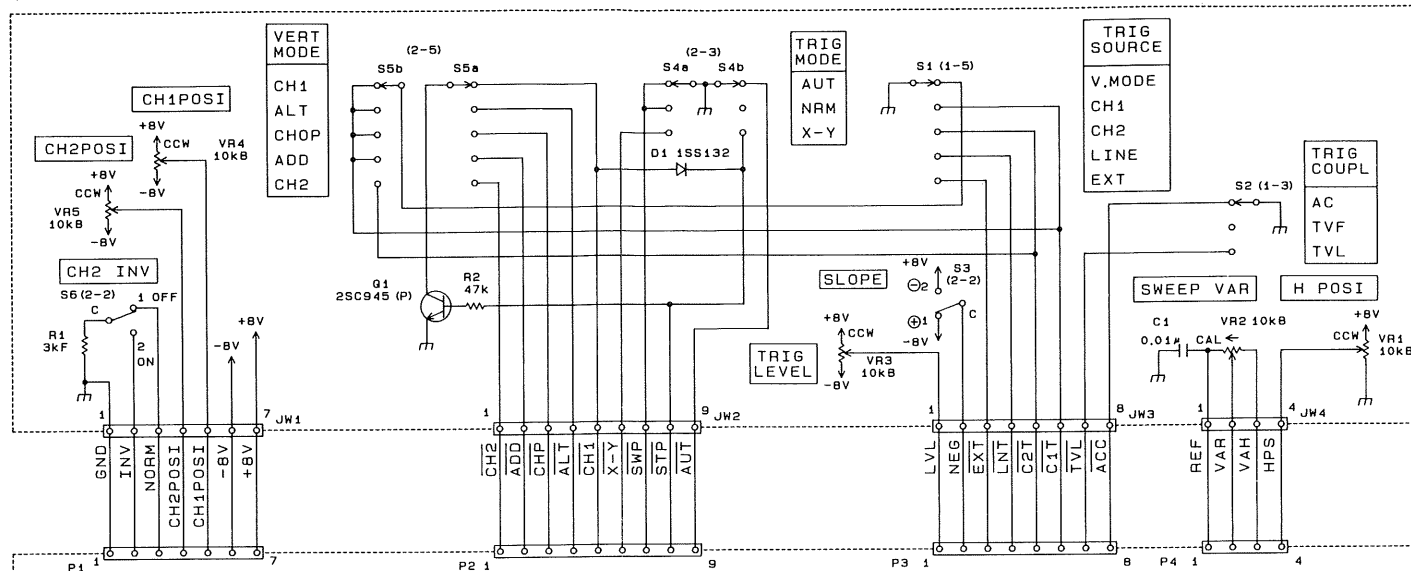 VERT
MODE
CH1
ALT
CHOP
ADD
CH2
(2-5)
S5b
S5a
(2-3)
S4a
S4b
TRIG
MODE
AUT
NRM
X-Y
S1 (1-5)
TRIG
SOURCE
V.MODE
CH1
CH2
LINE
EXT
TRIG
COUPL
AC
TVF
TVL
S2 (1-3)
CH1POSI
+8V
CCW
VR4
10kB
-8V
CH2POSI
+8V
CCW
VR5
10kB
-8V
CH2 INV
S6 (2-2)
C
1 OFF
2
ON
R1
3kF
-8V
+8V
D1 1SS132
Q1
2SC945 (P)
R2
47k
SLOPE
+8V
⊖2
S3
(2-2)
C
⊕1
-8V
TRIG
LEVEL
+8V
CCW
VR3
10kB
-8V
SWEEP VAR
C1
0.01μ
CAL ←
VR2 10kB
H POSI
+8V
CCW
VR1
10kB
1
7
JW1
GND
INV
NORM
CH2POSI
CH1POSI
-8V
+8V
P1
1
7
1
9
JW2
CH2
ADD
CHP
ALT
CH1
X-Y
SWP
STP
AUT
P2
1
9
1
8
JW3
LVL
NEG
EXT
LNT
C2T
C1T
TVL
ACC
P3
1
8
1
4
JW4
REF
VAR
VAH
HPS
P4
1
4